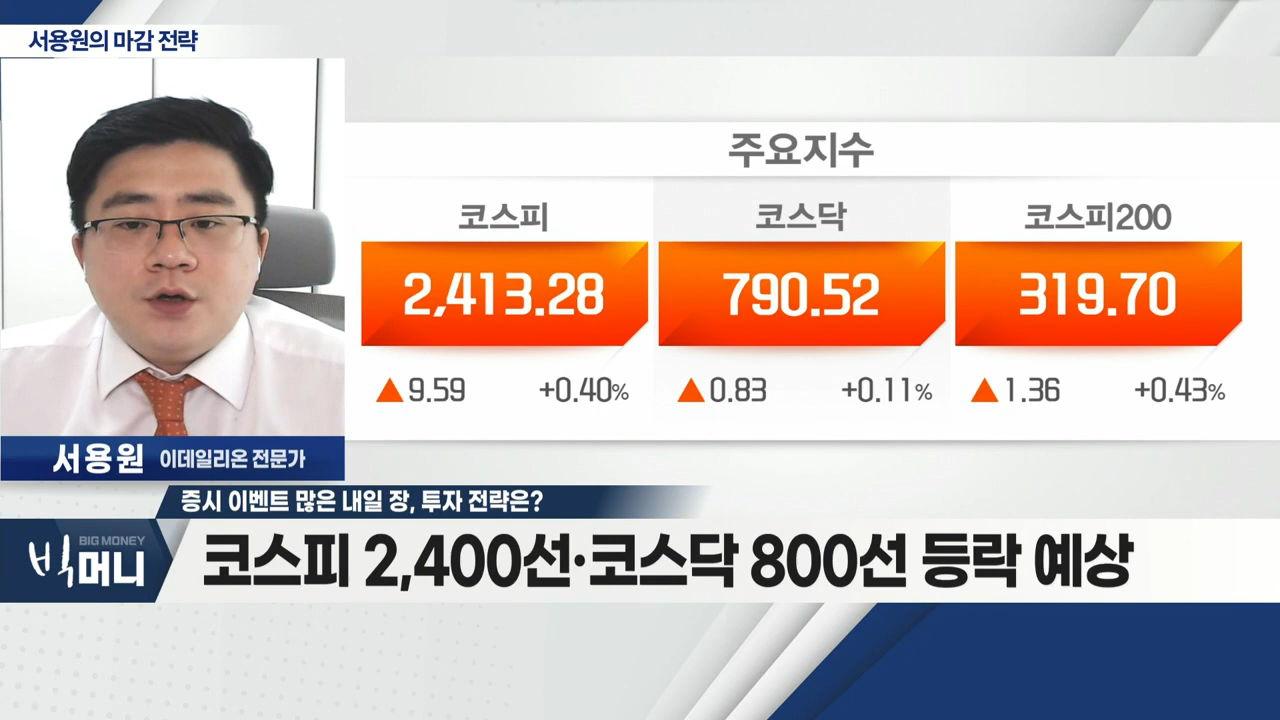 서용원의 마감 전략
주요지수
코스피
2,413.28
▲9.59 +0.40%
코스닥
790.52
▲0.83 +0.11%
코스피200
319.70
▲1.36 +0.43%
서용원 이데일리온 전문가
증시 이벤트 많은 내일 장, 투자 전략은?
BIG MONEY
빅머니
코스피 2,400선·코스닥 800선 등락 예상